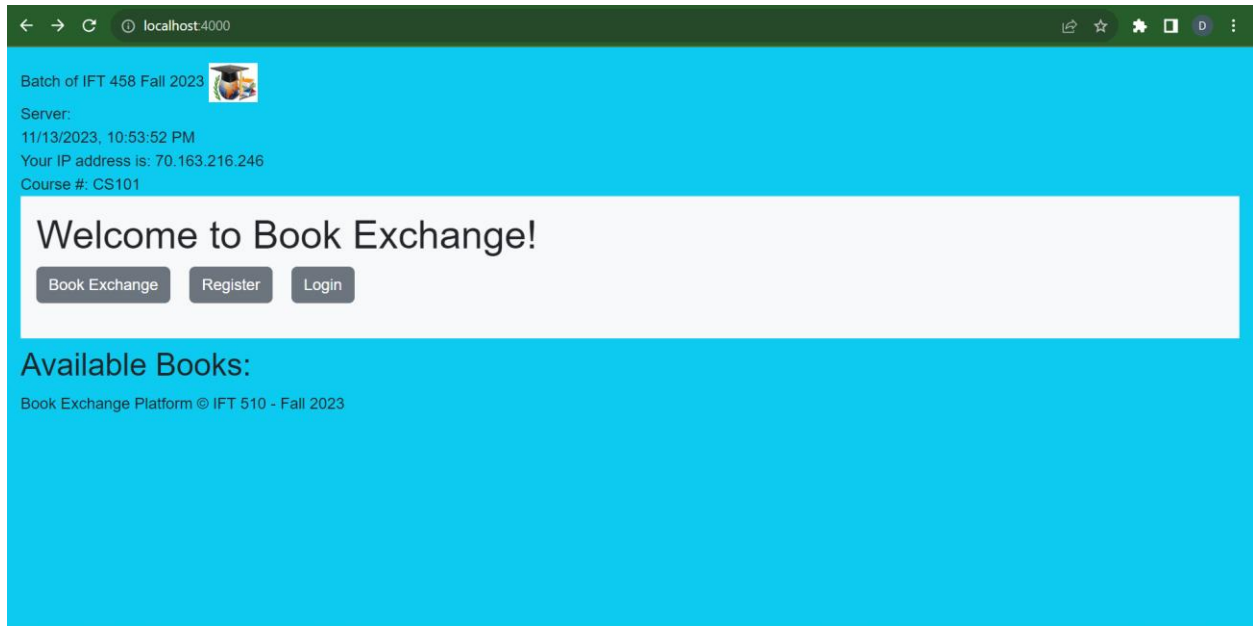 localhost:4000
D
Batch of IFT 458 Fall 2023
Server:
11/13/2023, 10:53:52 PM
Your IP address is: 70.163.216.246
Course #: CS101
Welcome to Book Exchange!
Book Exchange Register Login
Available Books:
Book Exchange Platform © IFT 510 - Fall 2023